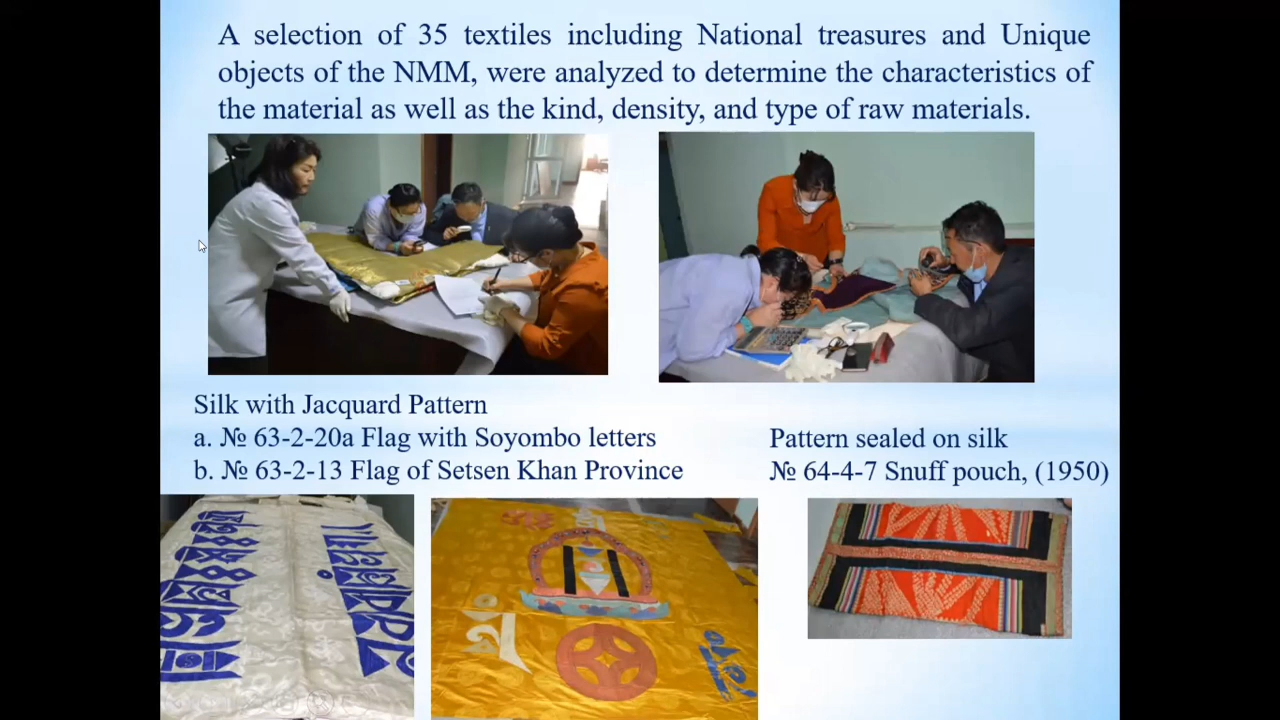 A selection of 35 textiles including National treasures and Unique
objects of the NMM, were analyzed to determine the characteristics of
the material as well as the kind, density, and type of raw materials.
Silk with Jacquard Pattern
a. № 63-2-20a Flag with Soyombo letters
b. № 63-2-13 Flag of Setsen Khan Province
Pattern sealed on silk
№ 64-4-7 Snuff pouch, (1950)